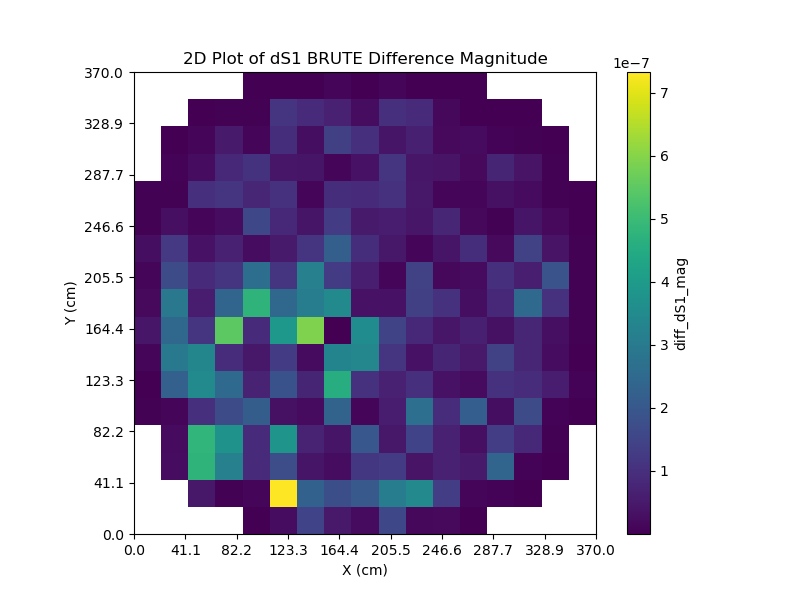 2D Plot of dS1 BRUTE Difference Magnitude
1e−7
370.0
328.9
287.7
246.6
205.5
164.4
123.3
82.2
41.1
0.0
Y (cm)
0.0 41.1 82.2 123.3 164.4 205.5 246.6 287.7 328.9 370.0
X (cm)
7
6
5
4
3
2
1
diff_dS1_mag